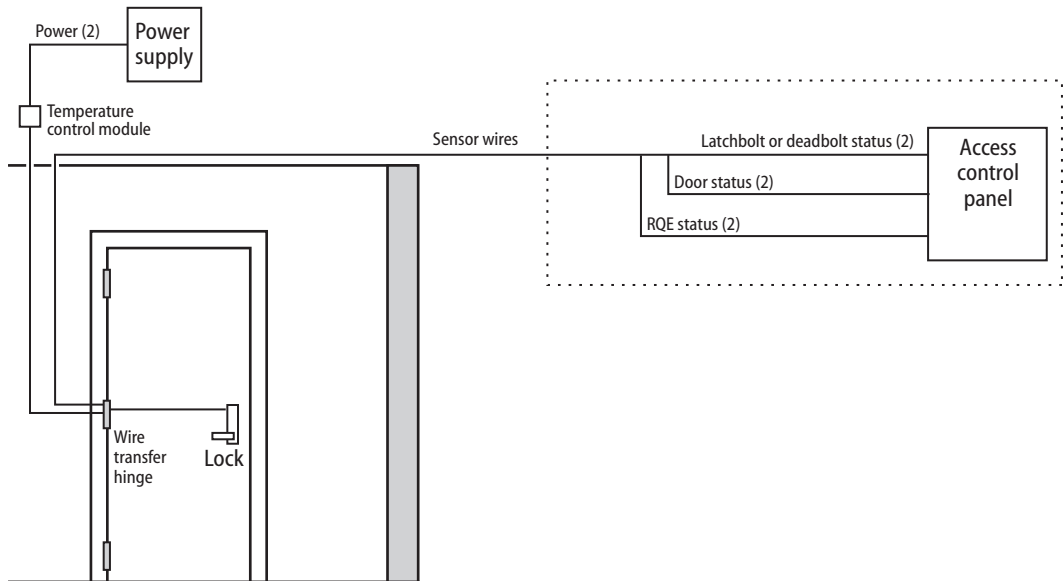 Power (2)
Power
supply
Temperature
control module
Sensor wires
Latchbolt or deadbolt status (2)
Door status (2)
RQE status (2)
Access
control
panel
Wire
transfer
hinge
Lock